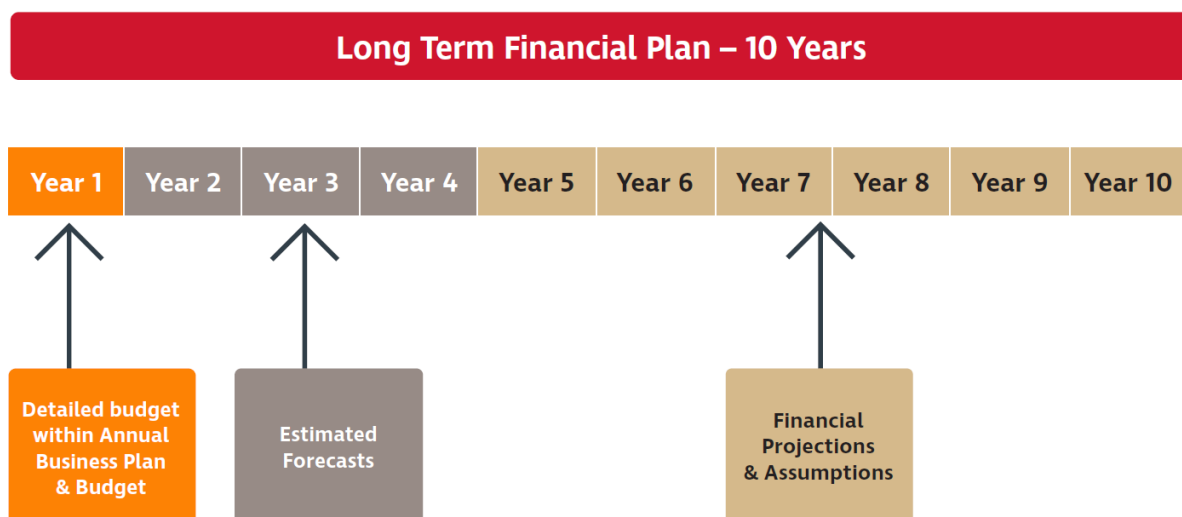 Long Term Financial Plan – 10 Years
Year 1 Year 2 Year 3 Year 4 Year 5 Year 6 Year 7 Year 8 Year 9 Year 10
Detailed budget
within Annual
Business Plan
& Budget
Estimated
Forecasts
Financial
Projections
& Assumptions